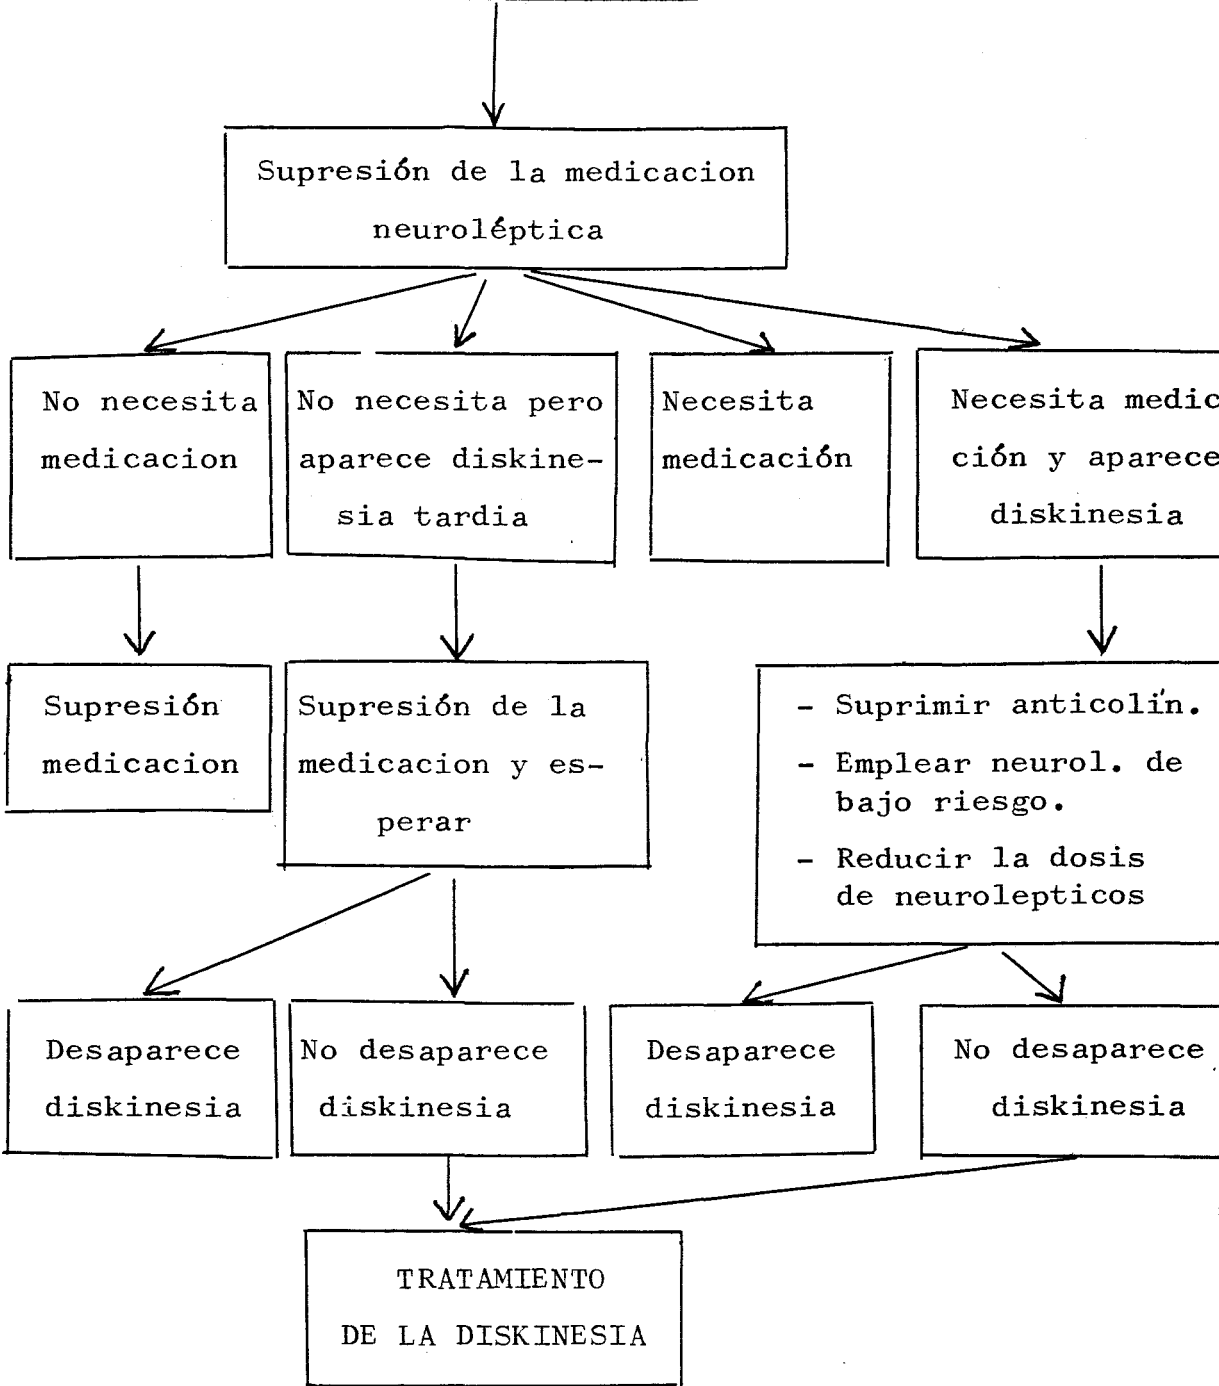 Supresión de la medicacion
neuroléptica
No necesita
medicacion
No necesita pero
aparece diskine-
sia tardia
Necesita
medicación
Necesita medic
ción y aparece
diskinesia
Supresión
medicacion
Supresión de la
medicacion y es-
perar
- Suprimir anticolín.
- Emplear neurol. de
bajo riesgo.
- Reducir la dosis
de neurolepticos
Desaparece
diskinesia
No desaparece
diskinesia
Desaparece
diskinesia
No desaparece
diskinesia
TRATAMIENTO
DE LA DISKINESIA